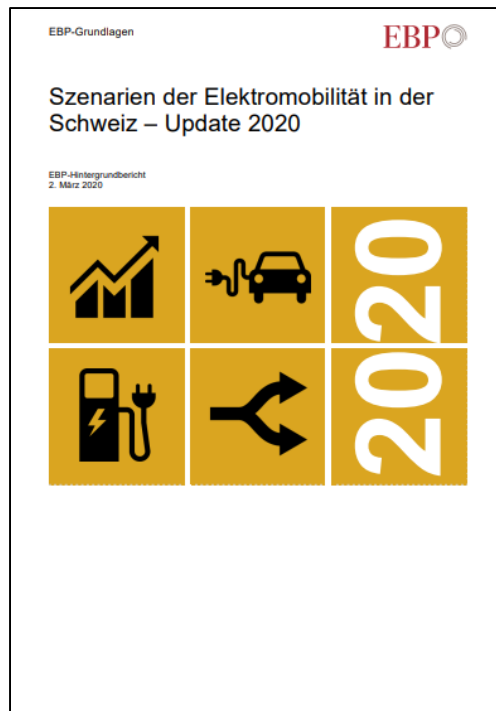 EBP-Grundlagen
EBP
Szenarien der Elektromobilität in der
Schweiz – Update 2020
EBP-Hintergrundbericht
2. März 2020
2020